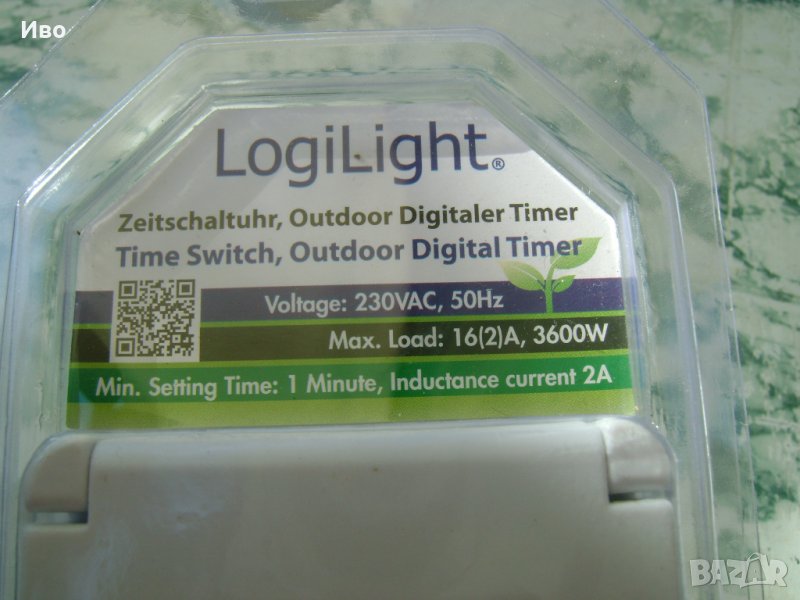 Иво
LogiLight®
Zeitschaltuhr, Outdoor Digitaler Timer
Time Switch, Outdoor Digital Timer
Voltage: 230VAC, 50Hz
Max. Load: 16(2)A, 3600W
Min. Setting Time: 1 Minute, Inductance current 2A
BAZAR